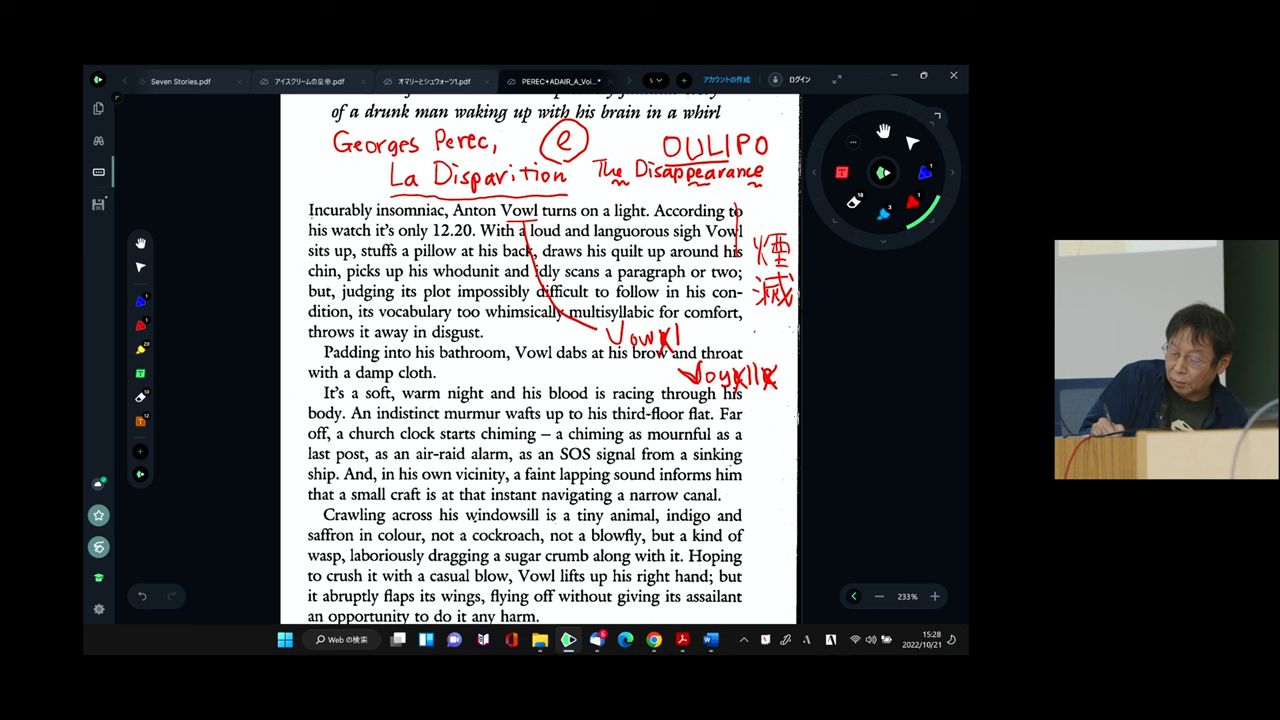 Seven Stories.pdf
アイスクリームの皇帝.pdf
オマリーとシュウォーツ1.pdf
PEREC+ADAIR_A_Voi...*
5
アカウントの作成
ログイン
of a drunk man waking up with his brain in a whirl
Georges Perec,
e
OULIPO
La Disparition
The Disappearance
Incurably insomniac, Anton Vowl turns on a light. According to
his watch it's only 12.20. With a loud and languorous sigh Vowl
sits up, stuffs a pillow at his back, draws his quilt up around his
chin, picks up his whodunit and idly scans a paragraph or two;
but, judging its plot impossibly difficult to follow in his con-
dition, its vocabulary too whimsically multisyllabic for comfort,
throws it away in disgust.
煙
滅
Vowel
Padding into his bathroom, Vowl dabs at his brow and throat
with a damp cloth.
Voyelle
It's a soft, warm night and his blood is racing through his
body. An indistinct murmur wafts up to his third-floor flat. Far
off, a church clock starts chiming – a chiming as mournful as a
last post, as an air-raid alarm, as an SOS signal from a sinking
ship. And, in his own vicinity, a faint lapping sound informs him
that a small craft is at that instant navigating a narrow canal.
Crawling across his windowsill is a tiny animal, indigo and
saffron in colour, not a cockroach, not a blowfly, but a kind of
wasp, laboriously dragging a sugar crumb along with it. Hoping
to crush it with a casual blow, Vowl lifts up his right hand; but
it abruptly flaps its wings, flying off without giving its assailant
an opportunity to do it any harm.
233%
Web の検索
15:28
2022/10/21